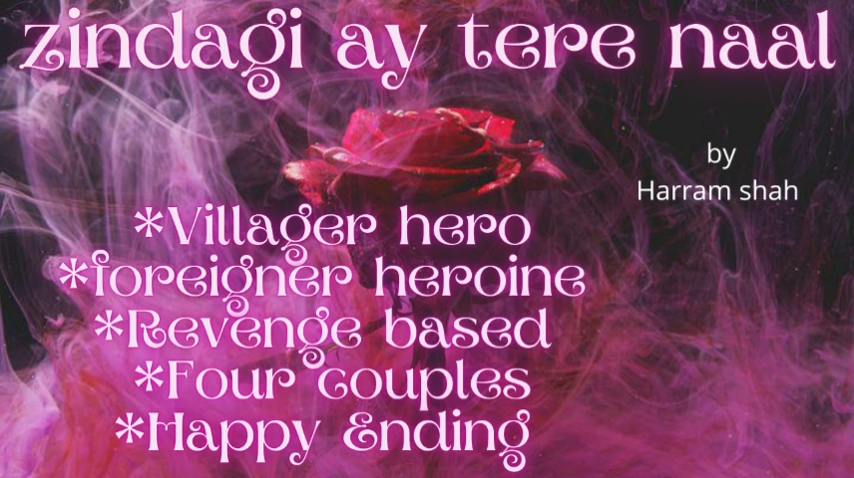 zindagi ay tere naal
by
Harram shah
*Villager hero
*foreigner heroine
*Revenge based
*Four couples
*Happy Ending